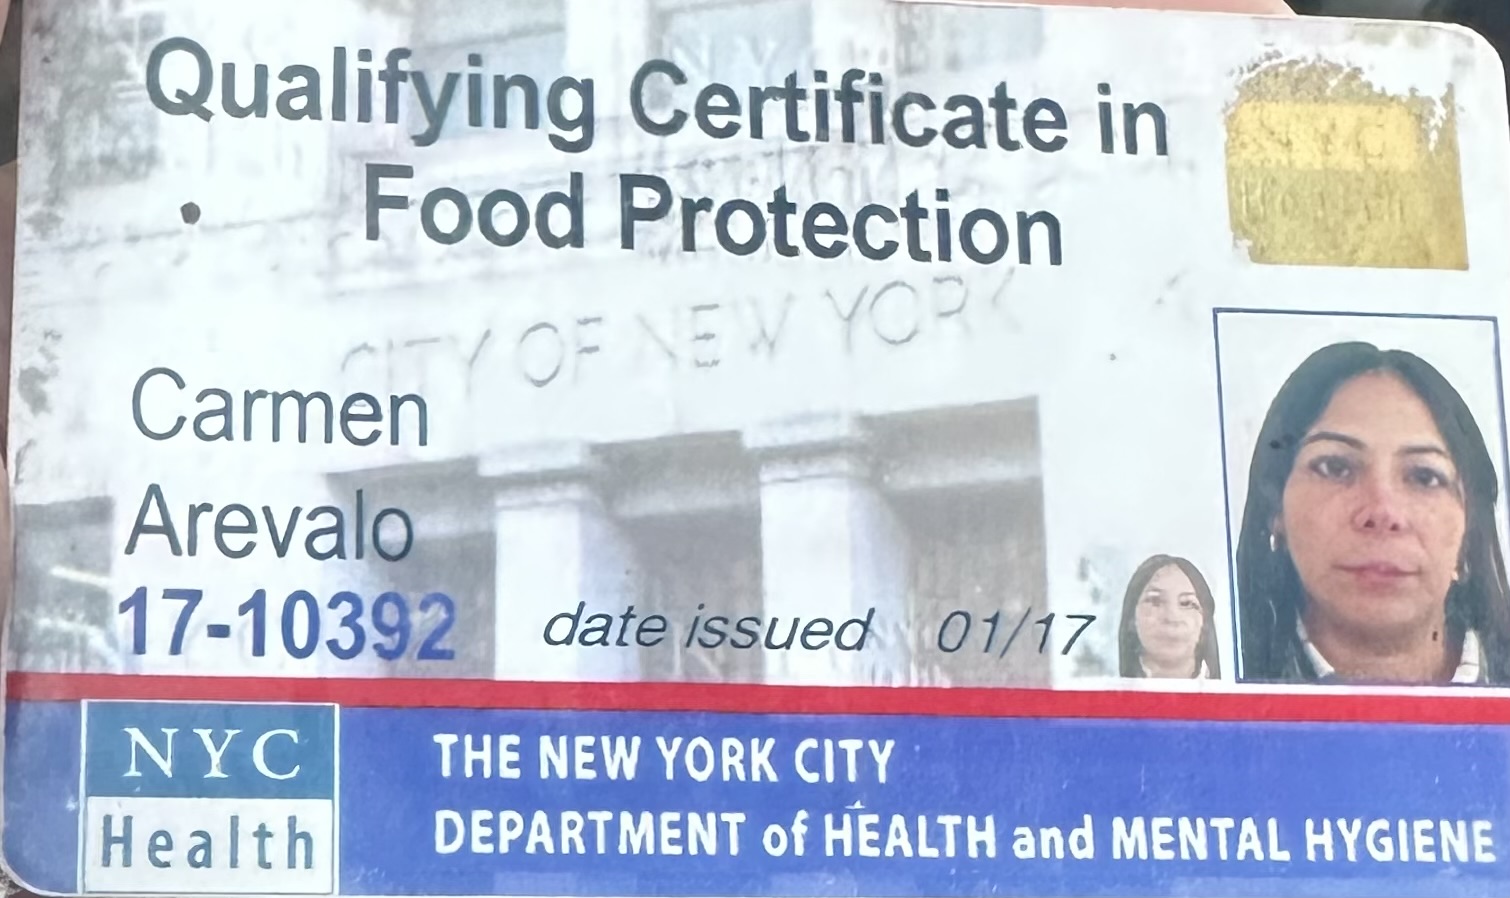 Qualifying Certificate in
Food Protection
CITY OF NEW YORK
Carmen
Arevalo
17-10392
date issued 01/17
NYC
Health
THE NEW YORK CITY
DEPARTMENT of HEALTH and MENTAL HYGIENE